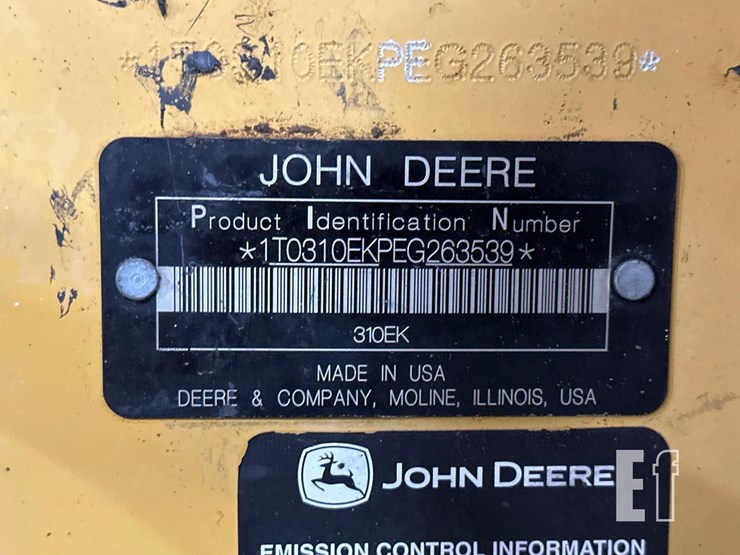 *1T0310EKPEG263539*
JOHN DEERE
Product Identification Number
*1T0310EKPEG263539*
310EK
MADE IN USA
DEERE & COMPANY, MOLINE, ILLINOIS, USA
JOHN DEERE
EMISSION CONTROL INFORMATION
Ef